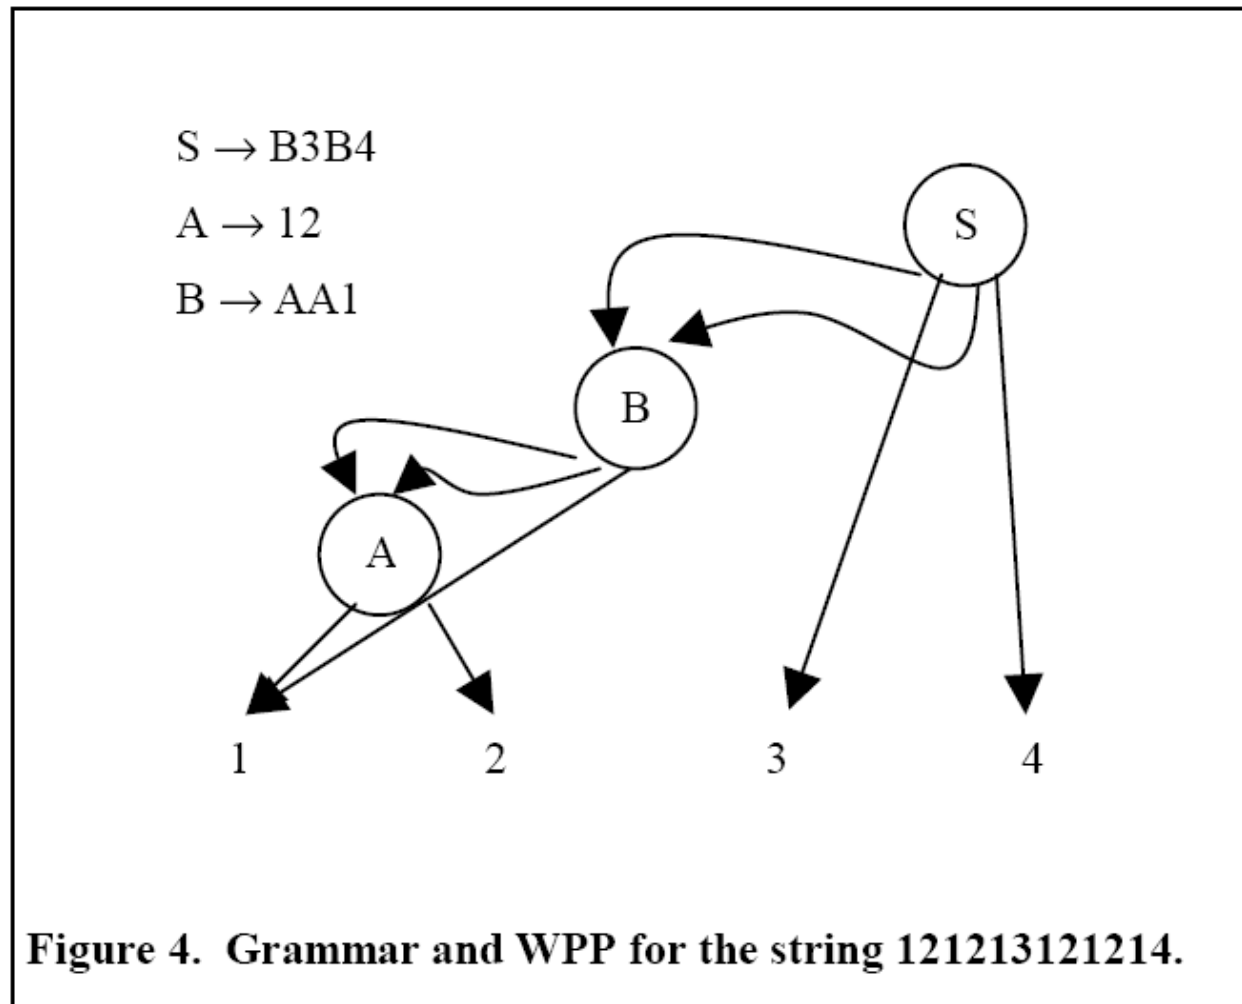 S → B3B4
A → 12
B → AA1
S
B
A
1 2 3 4
Figure 4. Grammar and WPP for the string 121213121214.